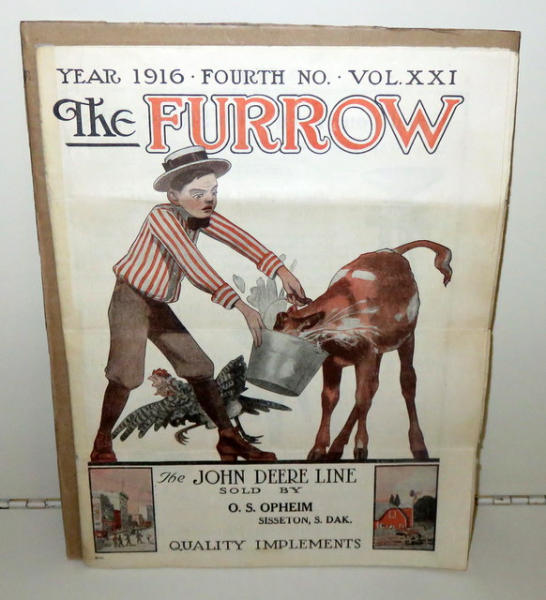 YEAR 1916 · FOURTH NO. · VOL. XXI
The FURROW
The JOHN DEERE LINE
SOLD BY
O. S. OPHEIM
SISSETON, S. DAK.
QUALITY IMPLEMENTS